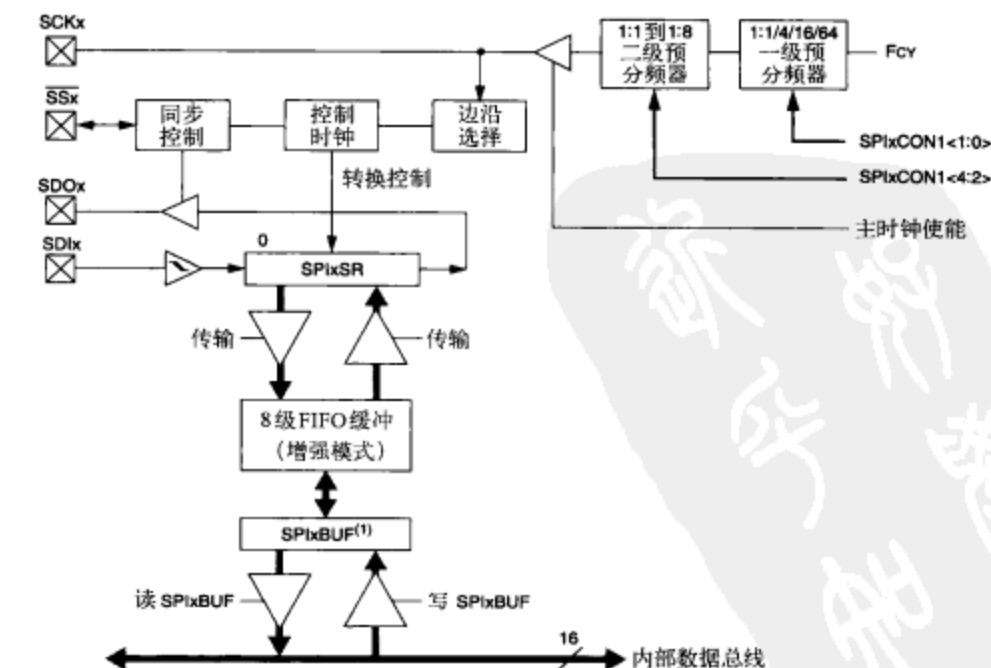 SCKx
1:1到1:8
二级预
分频器
1:1/4/16/64
一级预
分频器
FCY
SSx
同步
控制
控制
时钟
边沿
选择
SPIxCON1<1:0>
SPIxCON1<4:2>
转换控制
SDOx
主时钟使能
SDIx
0
SPIxSR
传输
传输
8级FIFO缓冲
（增强模式）
SPIxBUF(1)
读 SPIxBUF
写 SPIxBUF
16
内部数据总线